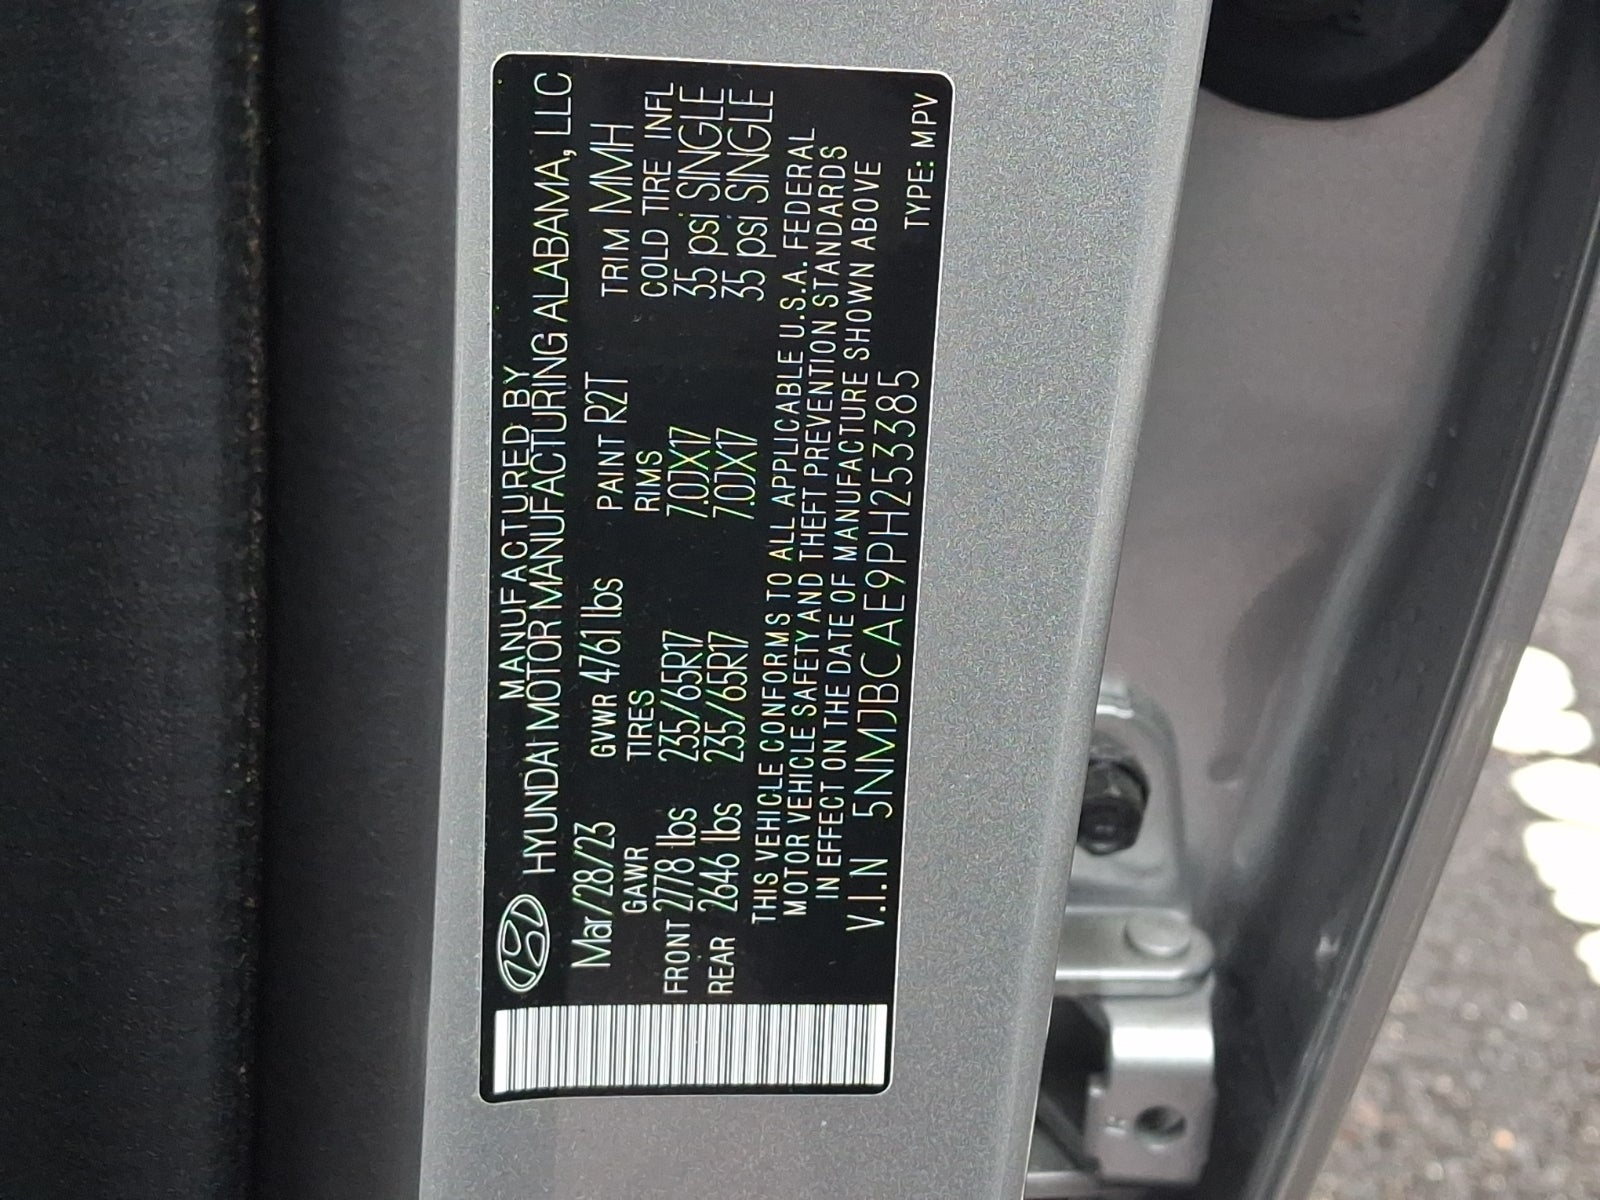 MANUFACTURED BY
HYUNDAI MOTOR MANUFACTURING ALABAMA, LLC
Mar/28/23 GVWR 4761 lbs PAINT R2T TRIM MMH
GAWR TIRES RIMS COLD TIRE INFL
FRONT 2778 lbs 235/65R17 7.0JX17 35 psi SINGLE
REAR 2646 lbs 235/65R17 7.0JX17 35 psi SINGLE
THIS VEHICLE CONFORMS TO ALL APPLICABLE U.S.A. FEDERAL
MOTOR VEHICLE SAFETY AND THEFT PREVENTION STANDARDS
IN EFFECT ON THE DATE OF MANUFACTURE SHOWN ABOVE
V.I.N 5NMJBCAE9PH253385
TYPE: MPV